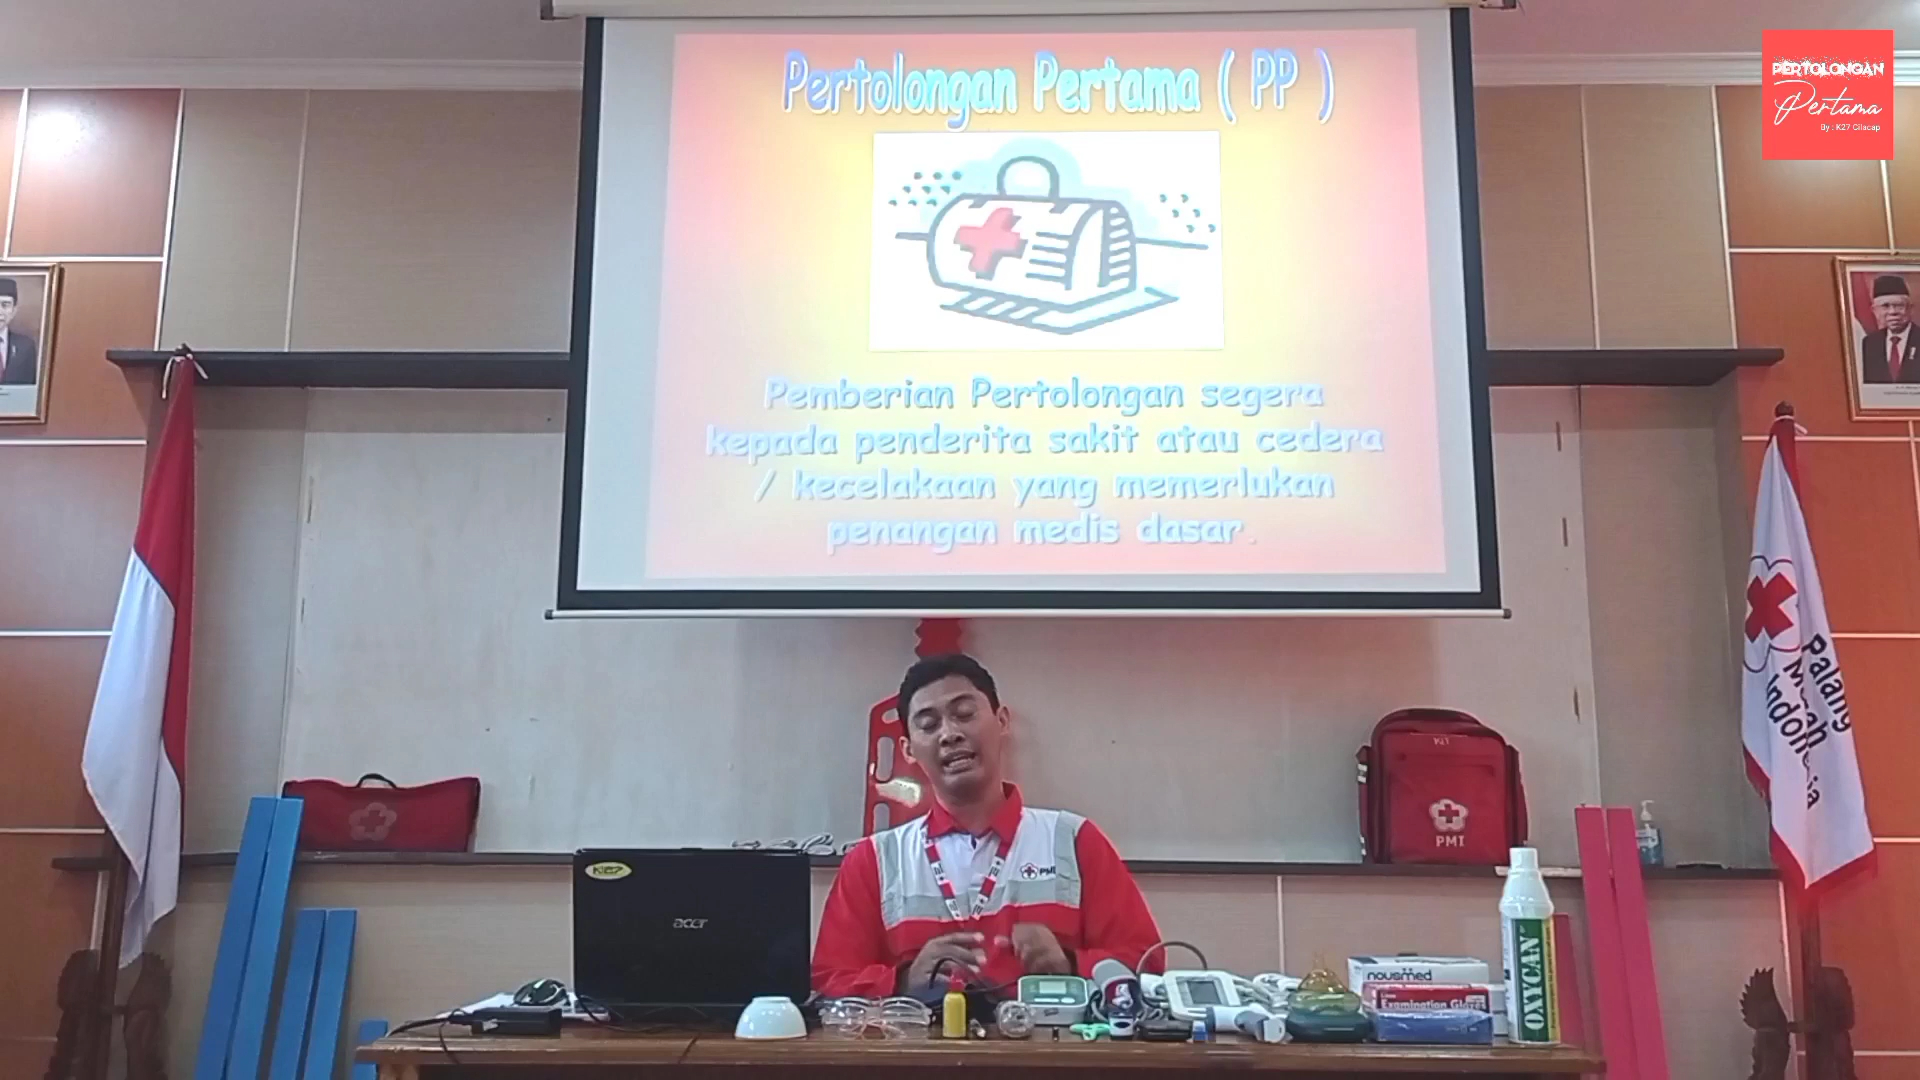 Pertolongan Pertama ( PP )
Pemberian Pertolongan segera
kepada penderita sakit atau cedera
/ kecelakaan yang memerlukan
penangan medis dasar.
PERTOLONGAN
Pertama
By : K27 Cilacap
Palang
Merah
Indonesia
PMI
PMI
K27
acer
nousmed
Examination Gloves
OXYCAN